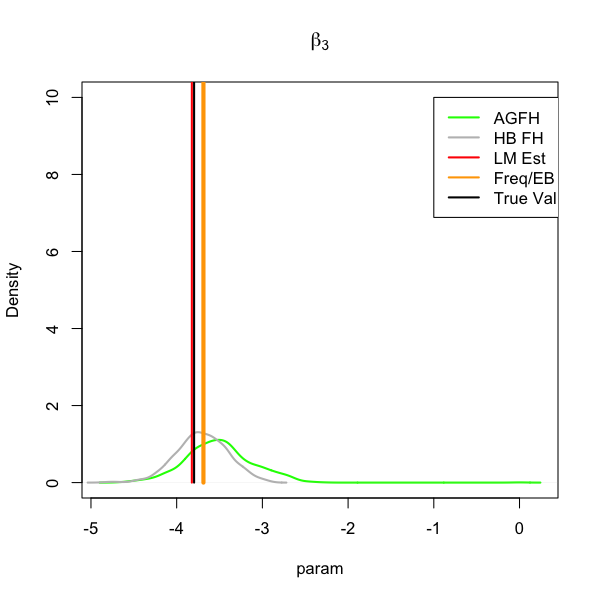 β3
10
8
6
4
2
0
Density
AGFH
HB FH
LM Est
Freq/EB
True Val
-5 -4 -3 -2 -1 0
param